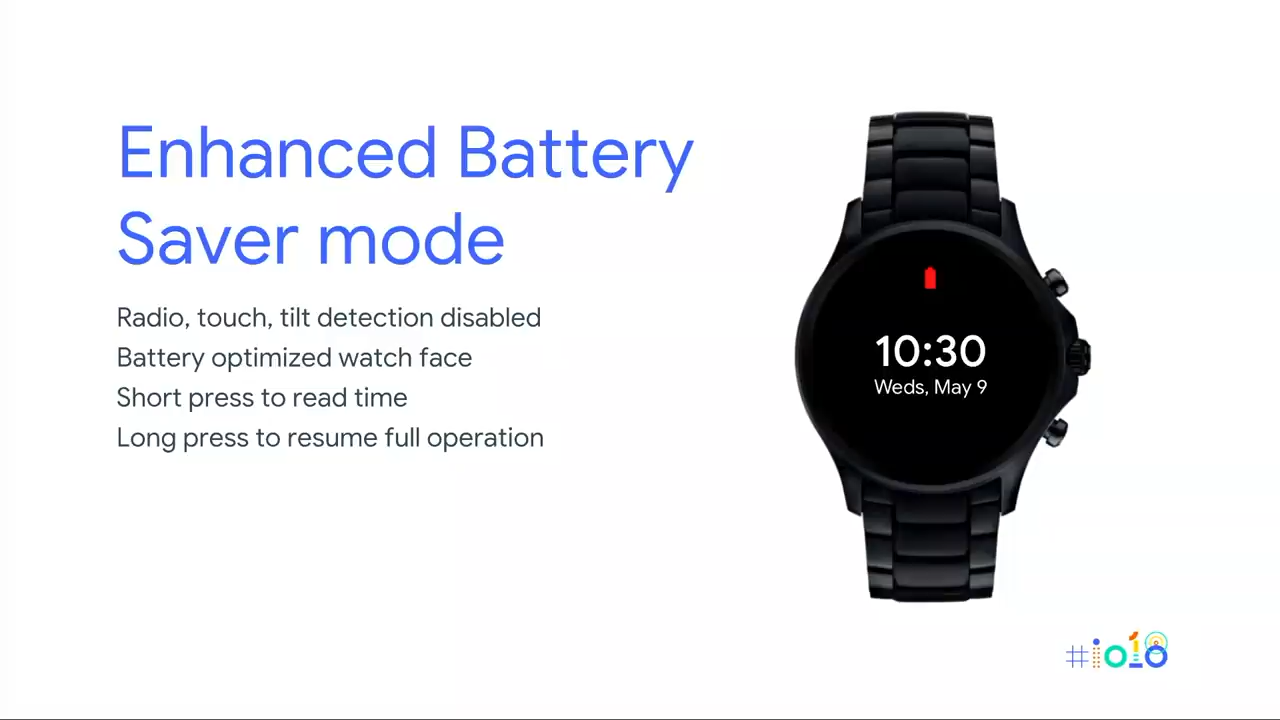 Enhanced Battery
Saver mode
Radio, touch, tilt detection disabled
Battery optimized watch face
Short press to read time
Long press to resume full operation
10:30
Weds, May 9
#io18